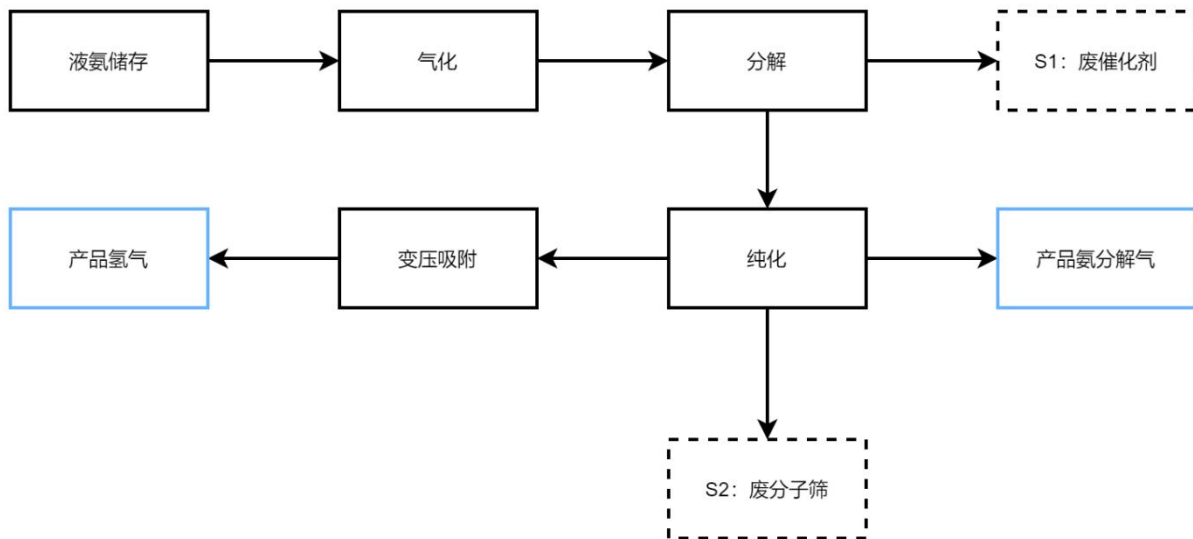 液氨储存
气化
分解
S1：废催化剂
产品氢气
变压吸附
纯化
产品氨分解气
S2：废分子筛